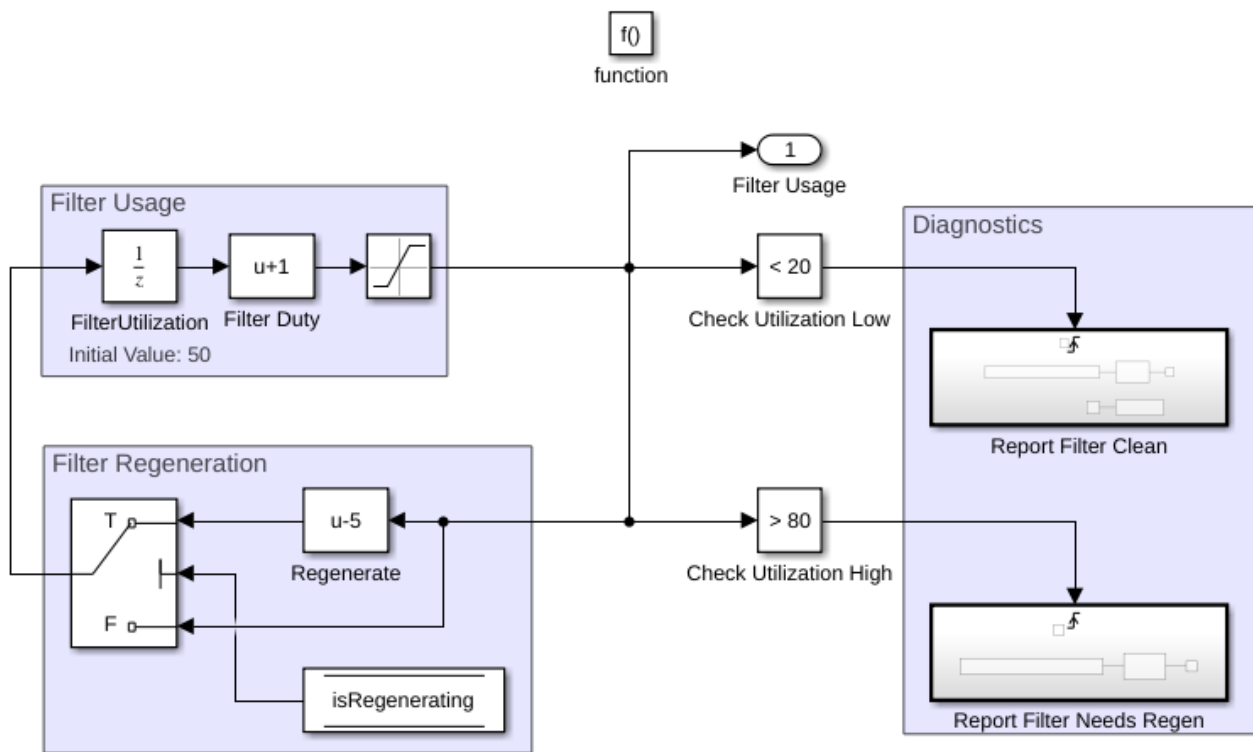 f()
function
1
Filter Usage
Filter Usage
1
z
u+1
FilterUtilization
Filter Duty
Initial Value: 50
< 20
Check Utilization Low
Diagnostics
Report Filter Clean
Filter Regeneration
T
F
u-5
Regenerate
isRegenerating
> 80
Check Utilization High
Report Filter Needs Regen